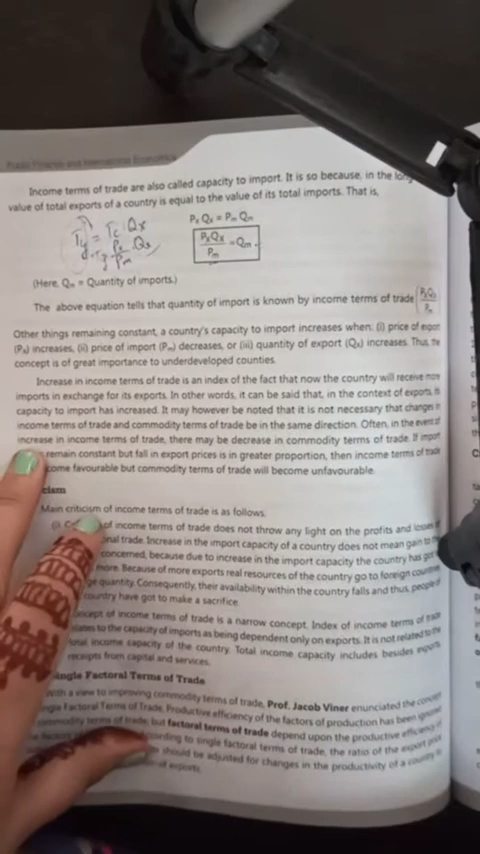 Public Finance and International Economics
Income terms of trade are also called capacity to import. It is so because, in the long
value of total exports of a country is equal to the value of its total imports. That is,
Pₓ Qₓ = Pₘ Qₘ
PₓQₓ / Pₘ = Qₘ
Ty = Tc · Qx
(Here, Qₘ = Quantity of imports.)
The above equation tells that quantity of import is known by income terms of trade (PₓQₓ / Pₘ)
Other things remaining constant, a country's capacity to import increases when: (i) price of export
(Pₓ) increases, (ii) price of import (Pₘ) decreases, or (iii) quantity of export (Qₓ) increases. Thus, the
concept is of great importance to underdeveloped counties.
Increase in income terms of trade is an index of the fact that now the country will receive more
imports in exchange for its exports. In other words, it can be said that, in the context of exports, its
capacity to import has increased. It may however be noted that it is not necessary that changes in
income terms of trade and commodity terms of trade be in the same direction. Often, in the event of
increase in income terms of trade, there may be decrease in commodity terms of trade. If import
remain constant but fall in export prices is in greater proportion, then income terms of trade
come favourable but commodity terms of trade will become unfavourable.
cism
Main criticism of income terms of trade is as follows.
(i) of income terms of trade does not throw any light on the profits and losses of
onal trade. Increase in the import capacity of a country does not mean gain to the
concerned, because due to increase in the import capacity the country has got to
more. Because of more exports real resources of the country go to foreign countries
ge quantity. Consequently, their availability within the country falls and thus, people of
country have got to make a sacrifice.
oncept of income terms of trade is a narrow concept. Index of income terms of trade
elates to the capacity of imports as being dependent only on exports. It is not related to the
total income capacity of the country. Total income capacity includes besides exports,
receipts from capital and services.
Single Factoral Terms of Trade
With a view to improving commodity terms of trade, Prof. Jacob Viner enunciated the concept
ngle Factoral Terms of Trade. Productive efficiency of the factors of production has been ignored
commodity terms of trade; but factoral terms of trade depend upon the productive efficiency of
factors ccording to single factoral terms of trade, the ratio of the export price
should be adjusted for changes in the productivity of a country's
of exports.